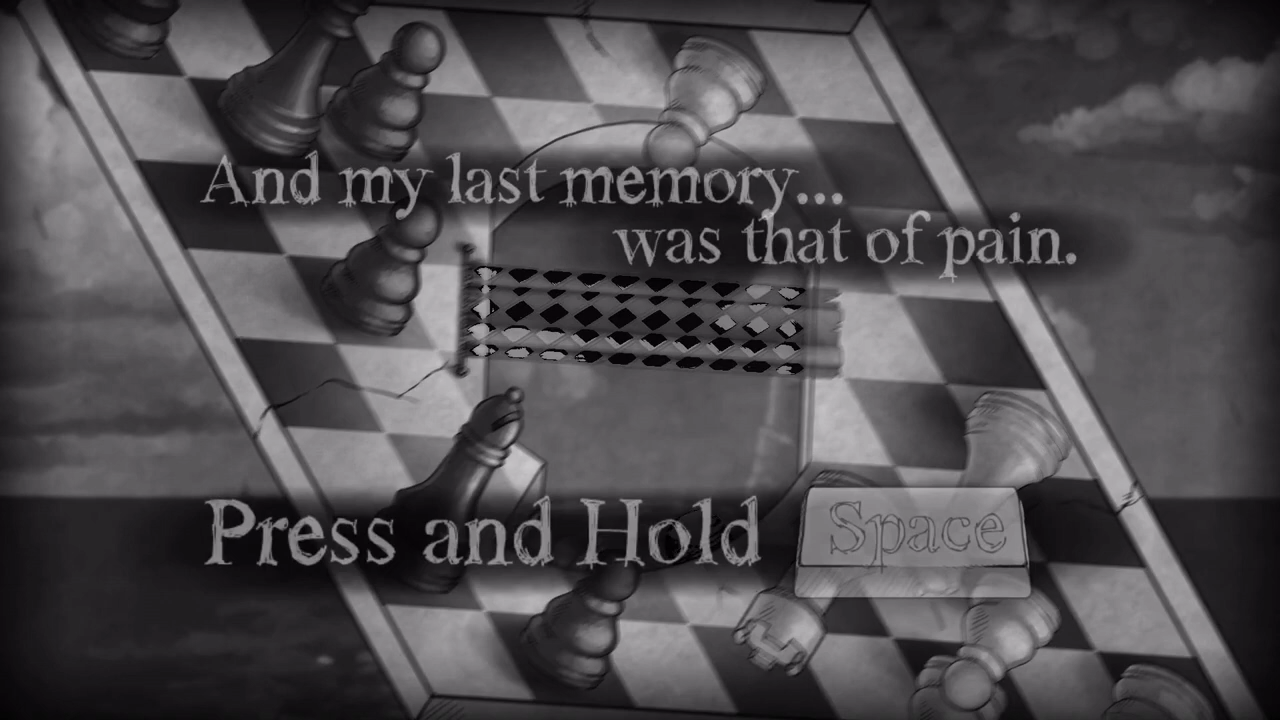 And my last memory...
was that of pain.
Press and Hold Space